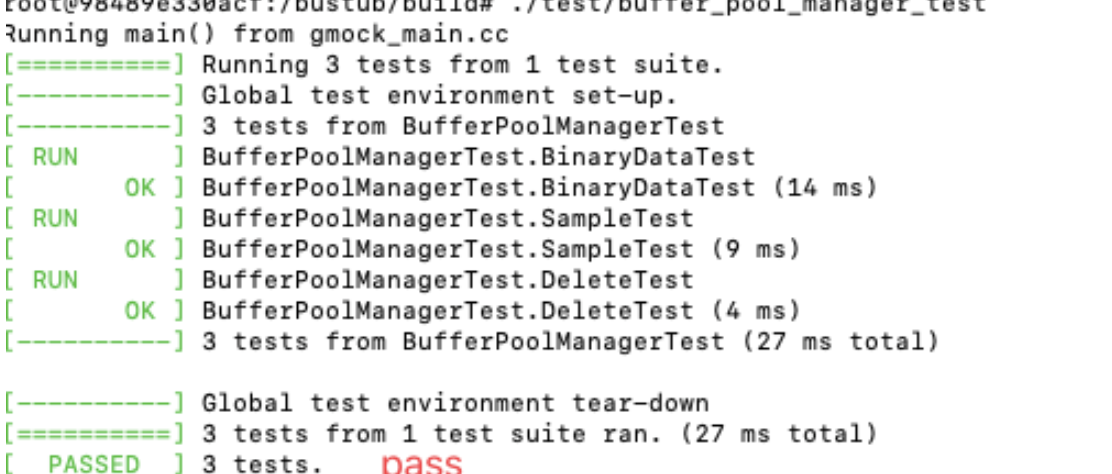 root@98489e330acf:/bustub/build# ./test/buffer_pool_manager_test
Running main() from gmock_main.cc
[==========] Running 3 tests from 1 test suite.
[----------] Global test environment set-up.
[----------] 3 tests from BufferPoolManagerTest
[ RUN      ] BufferPoolManagerTest.BinaryDataTest
[       OK ] BufferPoolManagerTest.BinaryDataTest (14 ms)
[ RUN      ] BufferPoolManagerTest.SampleTest
[       OK ] BufferPoolManagerTest.SampleTest (9 ms)
[ RUN      ] BufferPoolManagerTest.DeleteTest
[       OK ] BufferPoolManagerTest.DeleteTest (4 ms)
[----------] 3 tests from BufferPoolManagerTest (27 ms total)
[----------] Global test environment tear-down
[==========] 3 tests from 1 test suite ran. (27 ms total)
[  PASSED  ] 3 tests. pass